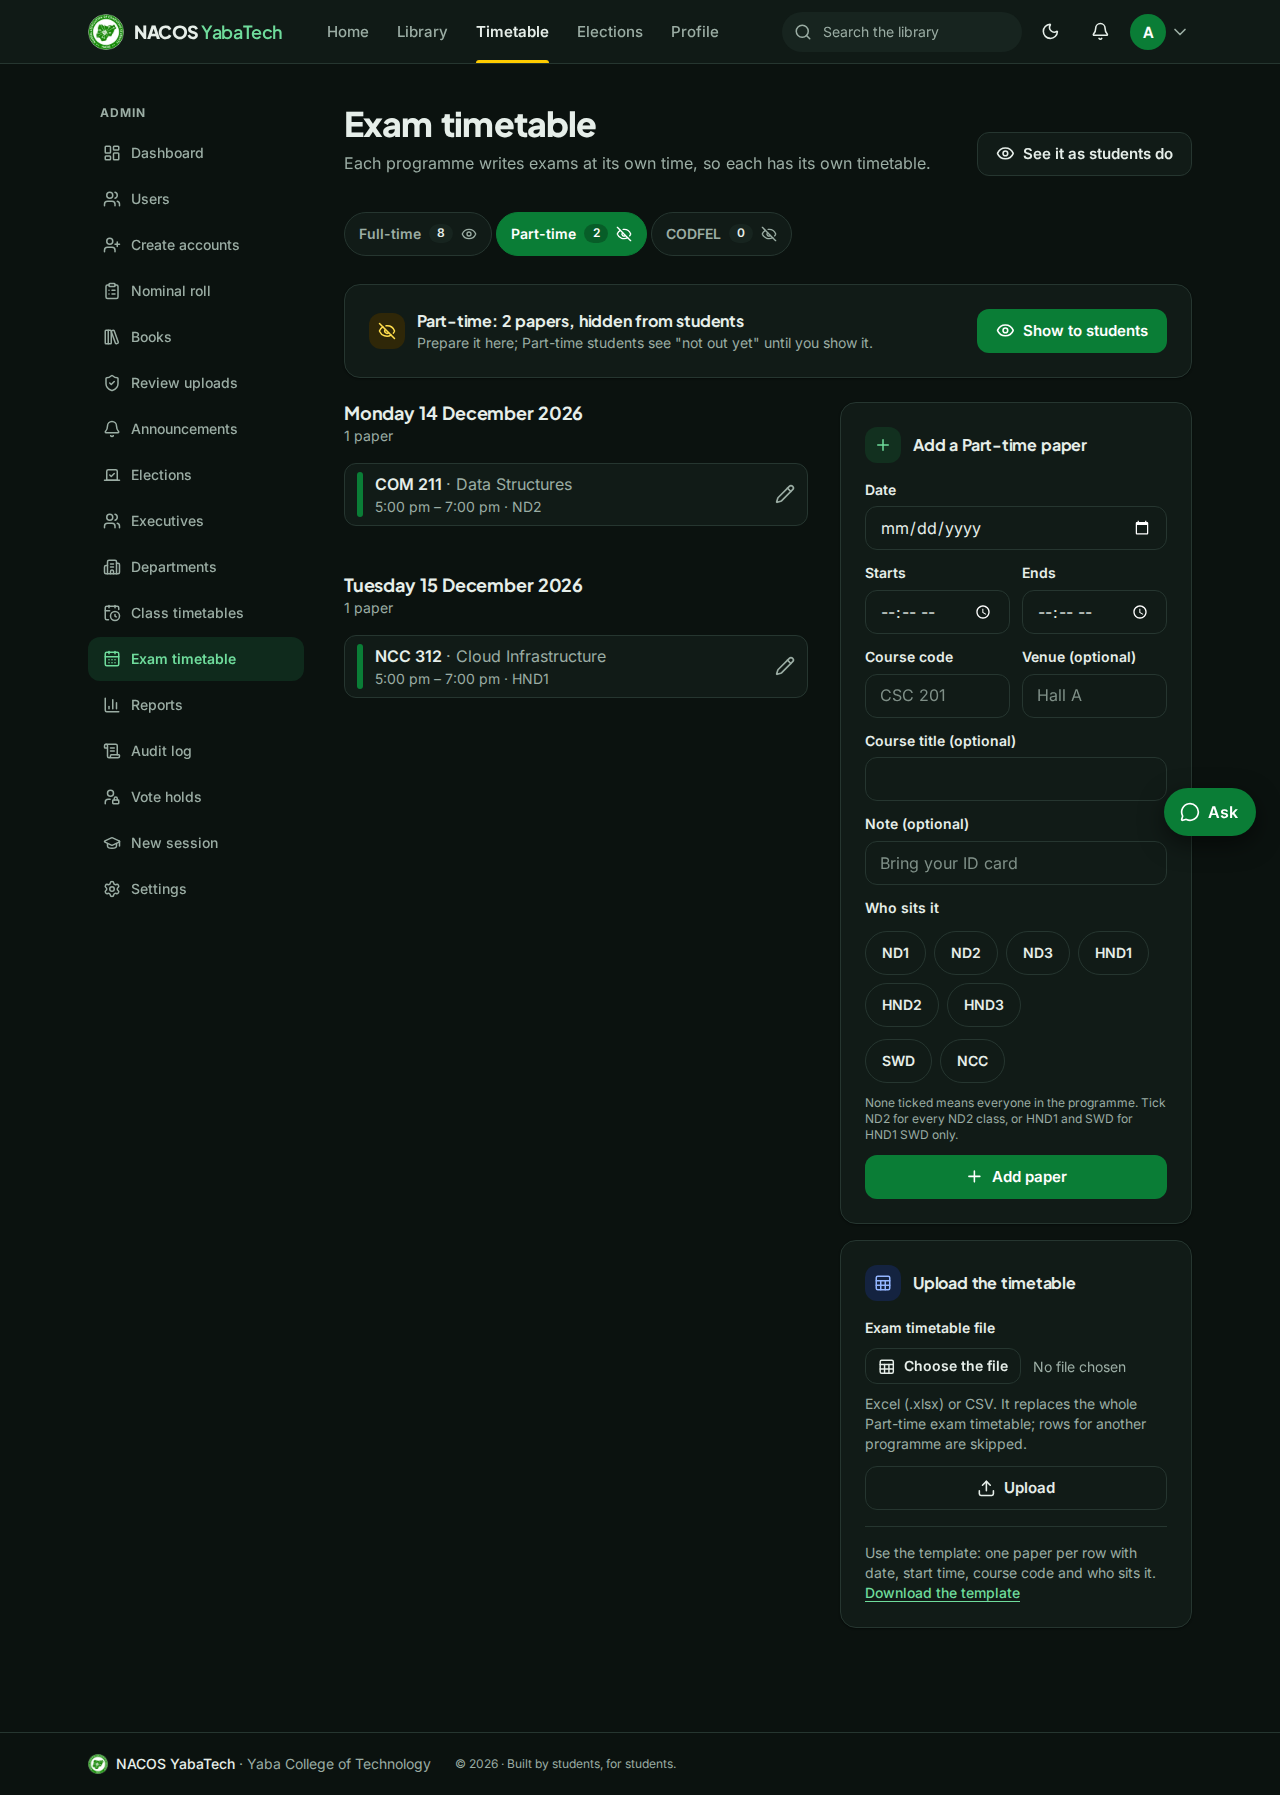 NACOS YabaTech
Home
Library
Timetable
Elections
Profile
Search the library
A
ADMIN
Dashboard
Users
Create accounts
Nominal roll
Books
Review uploads
Announcements
Elections
Executives
Departments
Class timetables
Exam timetable
Reports
Audit log
Vote holds
New session
Settings
Exam timetable
Each programme writes exams at its own time, so each has its own timetable.
See it as students do
Full-time 8
Part-time 2
CODFEL 0
Part-time: 2 papers, hidden from students
Prepare it here; Part-time students see "not out yet" until you show it.
Show to students
Monday 14 December 2026
1 paper
COM 211 · Data Structures
5:00 pm – 7:00 pm · ND2
Tuesday 15 December 2026
1 paper
NCC 312 · Cloud Infrastructure
5:00 pm – 7:00 pm · HND1
Add a Part-time paper
Date
mm/dd/yyyy
Starts
Ends
--:-- --
--:-- --
Course code
Venue (optional)
CSC 201
Hall A
Course title (optional)
Note (optional)
Bring your ID card
Who sits it
ND1
ND2
ND3
HND1
HND2
HND3
SWD
NCC
None ticked means everyone in the programme. Tick
ND2 for every ND2 class, or HND1 and SWD for
HND1 SWD only.
Add paper
Upload the timetable
Exam timetable file
Choose the file
No file chosen
Excel (.xlsx) or CSV. It replaces the whole
Part-time exam timetable; rows for another
programme are skipped.
Upload
Use the template: one paper per row with
date, start time, course code and who sits it.
Download the template
Ask
NACOS YabaTech · Yaba College of Technology
© 2026 · Built by students, for students.